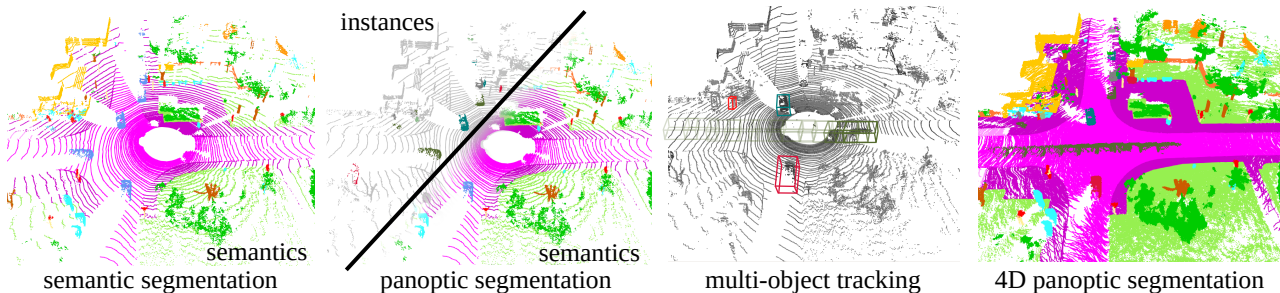 instances
semantics
semantics
semantic segmentation
panoptic segmentation
multi-object tracking
4D panoptic segmentation